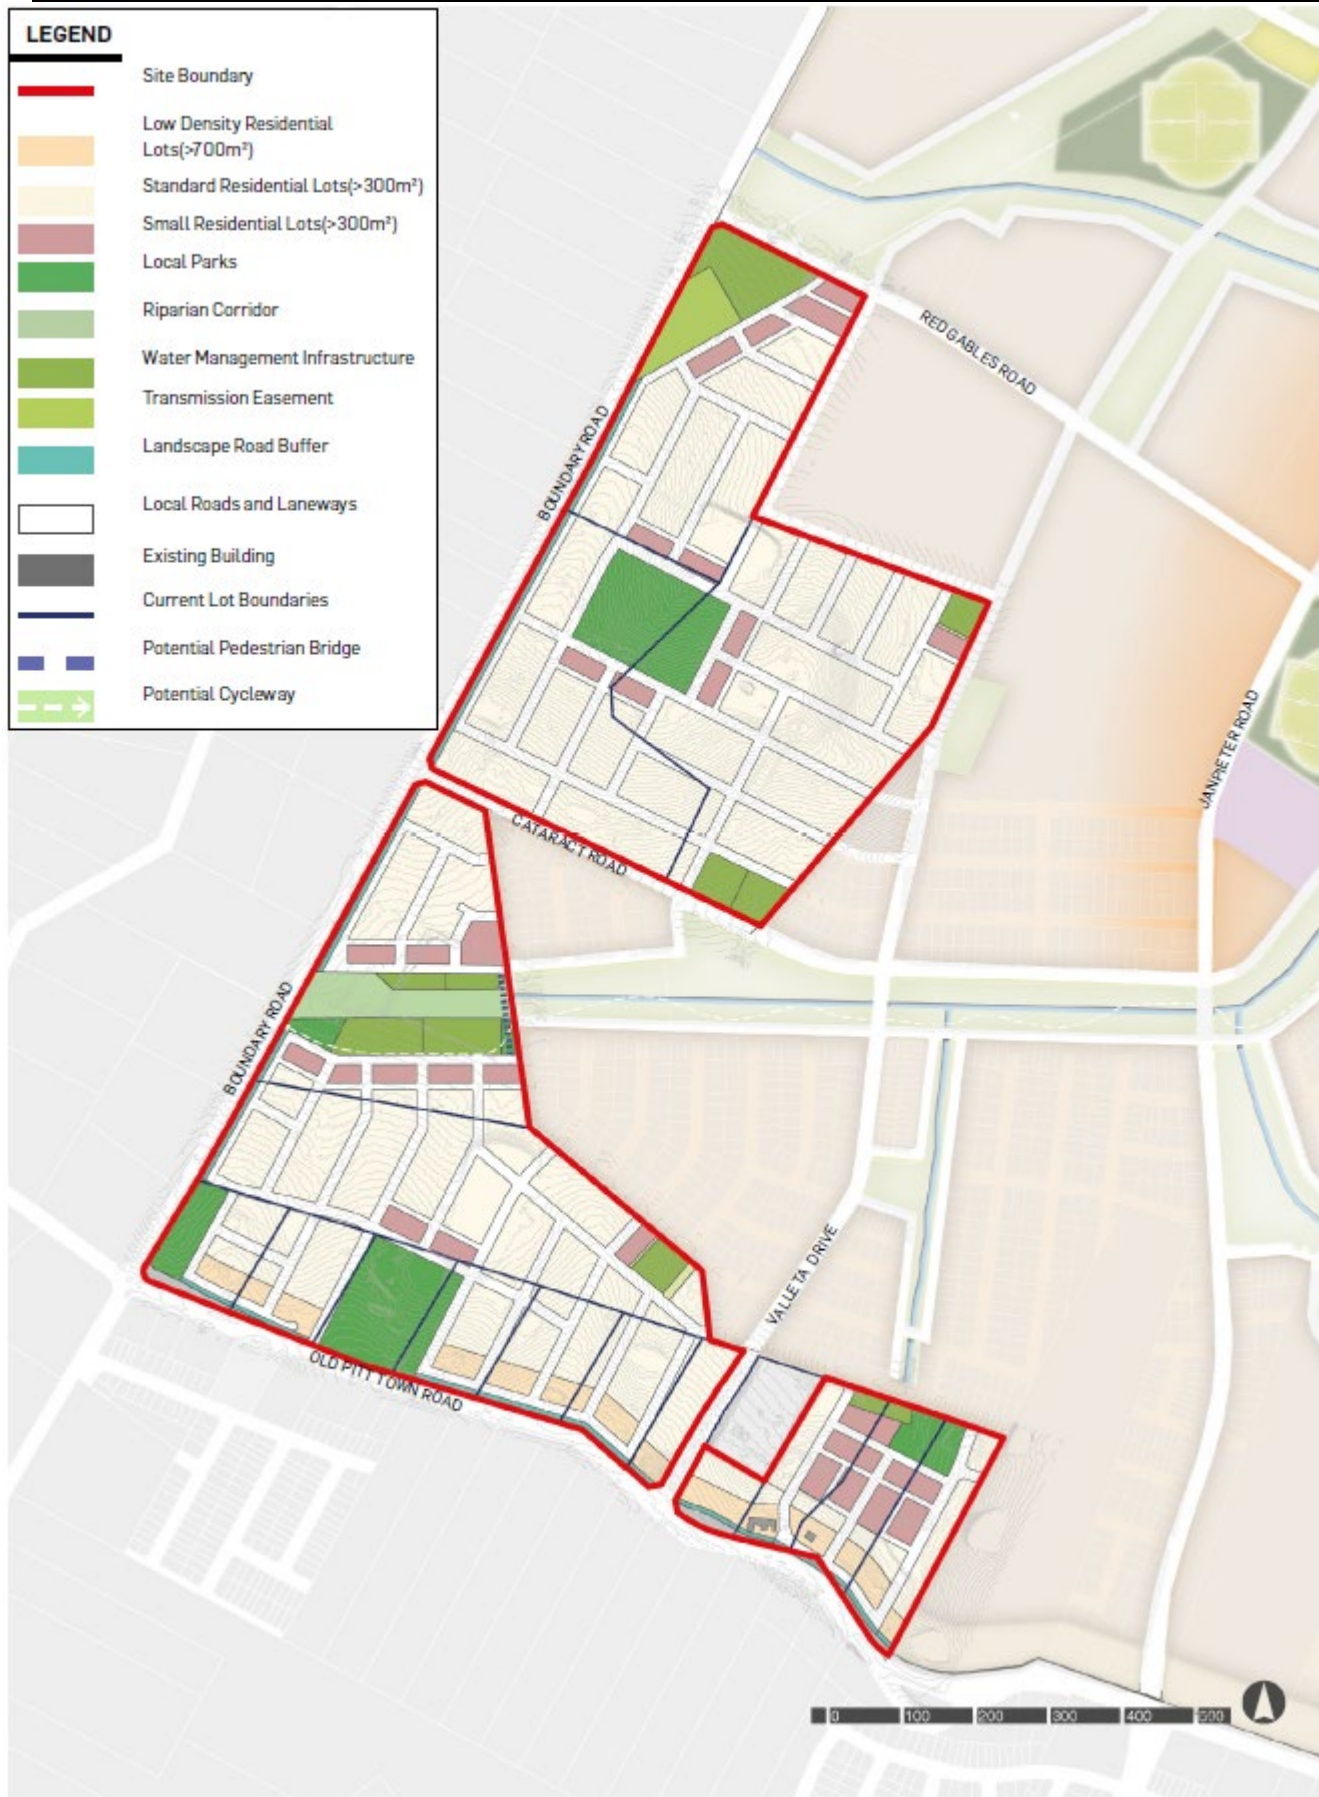 LEGEND
Site Boundary
Low Density Residential
Lots(>700m²)
Standard Residential Lots(>300m²)
Small Residential Lots(>300m²)
Local Parks
Riparian Corridor
Water Management Infrastructure
Transmission Easement
Landscape Road Buffer
Local Roads and Laneways
Existing Building
Current Lot Boundaries
Potential Pedestrian Bridge
Potential Cycleway
RED GABLES ROAD
BOUNDARY ROAD
JANPIETER ROAD
CATARACT ROAD
BOUNDARY ROAD
VALLETA DRIVE
OLD PITT TOWN ROAD
0 100 200 300 400 500